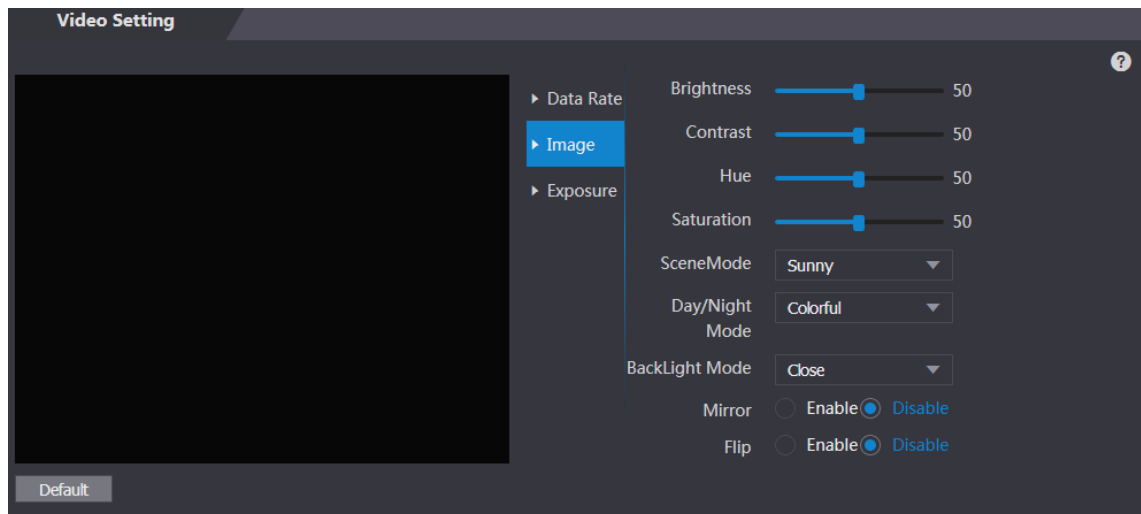 Video Setting
?
Data Rate
Image
Exposure
Brightness 50
Contrast 50
Hue 50
Saturation 50
SceneMode Sunny
Day/Night
Mode
Colorful
BackLight Mode Close
Mirror Enable Disable
Flip Enable Disable
Default